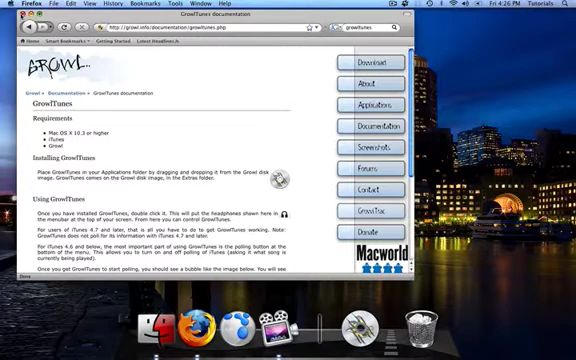 Firefox File Edit View History Bookmarks Tools Window Help Fri 4:26 PM Tutorials
GrowlTunes documentation
http://growl.info/documentation/growltunes.php growltunes
Home Smart Bookmarks Getting Started Latest Headlines
GROWL...
Growl » Documentation » GrowlTunes documentation
GrowlTunes
Requirements
Mac OS X 10.3 or higher
iTunes
Growl
Installing GrowlTunes
Place GrowlTunes in your Applications folder by dragging and dropping it from the Growl disk
image. GrowlTunes comes on the Growl disk image, in the Extras folder.
Using GrowlTunes
Once you have installed GrowlTunes, double click it. This will put the headphones shown here in
the menubar at the top of your screen. From here you can control GrowlTunes.
For users of iTunes 4.7 and later, that is all you have to do to get GrowlTunes working. Note:
GrowlTunes does not poll for its information with iTunes 4.7 and later.
For iTunes 4.6 and below, the most important part of using GrowlTunes is the polling button at the
bottom of the menu. This allows you to turn on and off polling of iTunes (asking it what song is
currently being played).
Once you get GrowlTunes to start polling, you should see a bubble like the image below. You will see
Download
About
Applications
Documentation
Screenshots
Forums
Contact
GrowlTrac
Donate
Macworld
Done